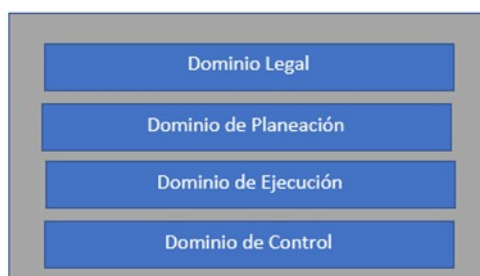 Dominio Legal
Dominio de Planeación
Dominio de Ejecución
Dominio de Control